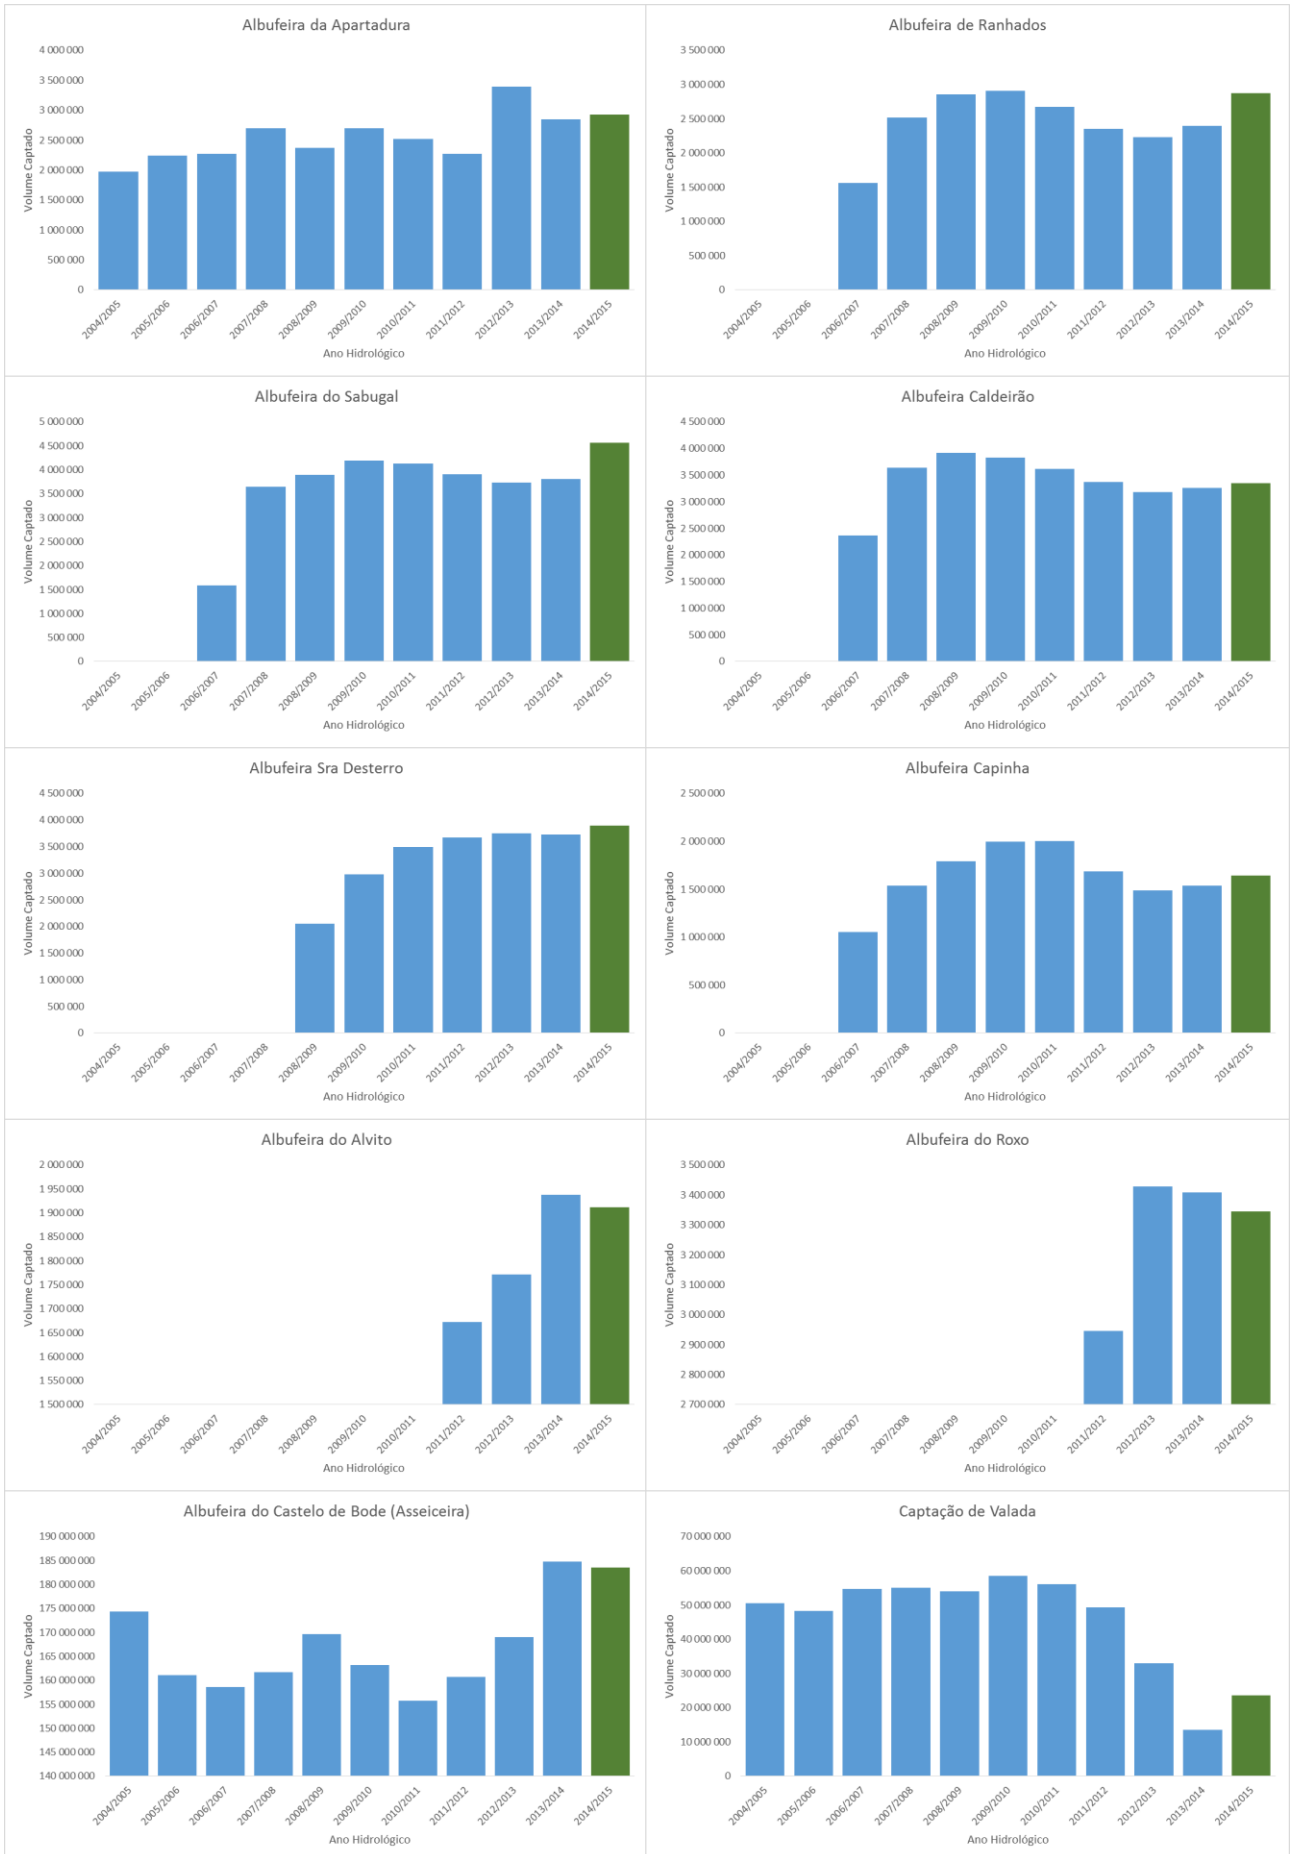 Albufeira da Apartadura
4 000 000
3 500 000
3 000 000
2 500 000
2 000 000
1 500 000
1 000 000
500 000
0
Volume Captado
2004/2005 2005/2006 2006/2007 2007/2008 2008/2009 2009/2010 2010/2011 2011/2012 2012/2013 2013/2014 2014/2015
Ano Hidrológico
Albufeira de Ranhados
3 500 000
3 000 000
2 500 000
2 000 000
1 500 000
1 000 000
500 000
0
Volume Captado
2004/2005 2005/2006 2006/2007 2007/2008 2008/2009 2009/2010 2010/2011 2011/2012 2012/2013 2013/2014 2014/2015
Ano Hidrológico
Albufeira do Sabugal
5 000 000
4 500 000
4 000 000
3 500 000
3 000 000
2 500 000
2 000 000
1 500 000
1 000 000
500 000
0
Volume Captado
2004/2005 2005/2006 2006/2007 2007/2008 2008/2009 2009/2010 2010/2011 2011/2012 2012/2013 2013/2014 2014/2015
Ano Hidrológico
Albufeira Caldeirão
4 500 000
4 000 000
3 500 000
3 000 000
2 500 000
2 000 000
1 500 000
1 000 000
500 000
0
Volume Captado
2004/2005 2005/2006 2006/2007 2007/2008 2008/2009 2009/2010 2010/2011 2011/2012 2012/2013 2013/2014 2014/2015
Ano Hidrológico
Albufeira Sra Desterro
4 500 000
4 000 000
3 500 000
3 000 000
2 500 000
2 000 000
1 500 000
1 000 000
500 000
0
Volume Captado
2004/2005 2005/2006 2006/2007 2007/2008 2008/2009 2009/2010 2010/2011 2011/2012 2012/2013 2013/2014 2014/2015
Ano Hidrológico
Albufeira Capinha
2 500 000
2 000 000
1 500 000
1 000 000
500 000
0
Volume Captado
2004/2005 2005/2006 2006/2007 2007/2008 2008/2009 2009/2010 2010/2011 2011/2012 2012/2013 2013/2014 2014/2015
Ano Hidrológico
Albufeira do Alvito
2 000 000
1 950 000
1 900 000
1 850 000
1 800 000
1 750 000
1 700 000
1 650 000
1 600 000
1 550 000
1 500 000
Volume Captado
2004/2005 2005/2006 2006/2007 2007/2008 2008/2009 2009/2010 2010/2011 2011/2012 2012/2013 2013/2014 2014/2015
Ano Hidrológico
Albufeira do Roxo
3 500 000
3 400 000
3 300 000
3 200 000
3 100 000
3 000 000
2 900 000
2 800 000
2 700 000
Volume Captado
2004/2005 2005/2006 2006/2007 2007/2008 2008/2009 2009/2010 2010/2011 2011/2012 2012/2013 2013/2014 2014/2015
Ano Hidrológico
Albufeira do Castelo de Bode (Asseiceira)
190 000 000
185 000 000
180 000 000
175 000 000
170 000 000
165 000 000
160 000 000
155 000 000
150 000 000
145 000 000
140 000 000
Volume Captado
2004/2005 2005/2006 2006/2007 2007/2008 2008/2009 2009/2010 2010/2011 2011/2012 2012/2013 2013/2014 2014/2015
Ano Hidrológico
Captação de Valada
70 000 000
60 000 000
50 000 000
40 000 000
30 000 000
20 000 000
10 000 000
0
Volume Captado
2004/2005 2005/2006 2006/2007 2007/2008 2008/2009 2009/2010 2010/2011 2011/2012 2012/2013 2013/2014 2014/2015
Ano Hidrológico